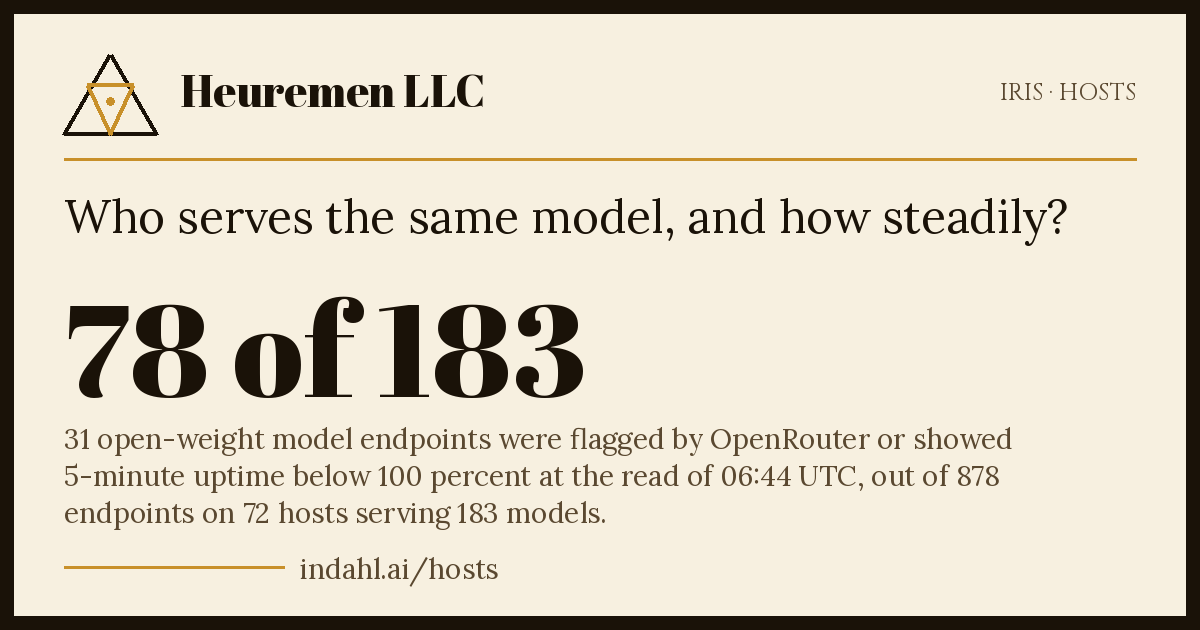 Heuremen LLC
IRIS · HOSTS
Who serves the same model, and how steadily?
78 of 183
31 open-weight model endpoints were flagged by OpenRouter or showed
5-minute uptime below 100 percent at the read of 06:44 UTC, out of 878
endpoints on 72 hosts serving 183 models.
indahl.ai/hosts